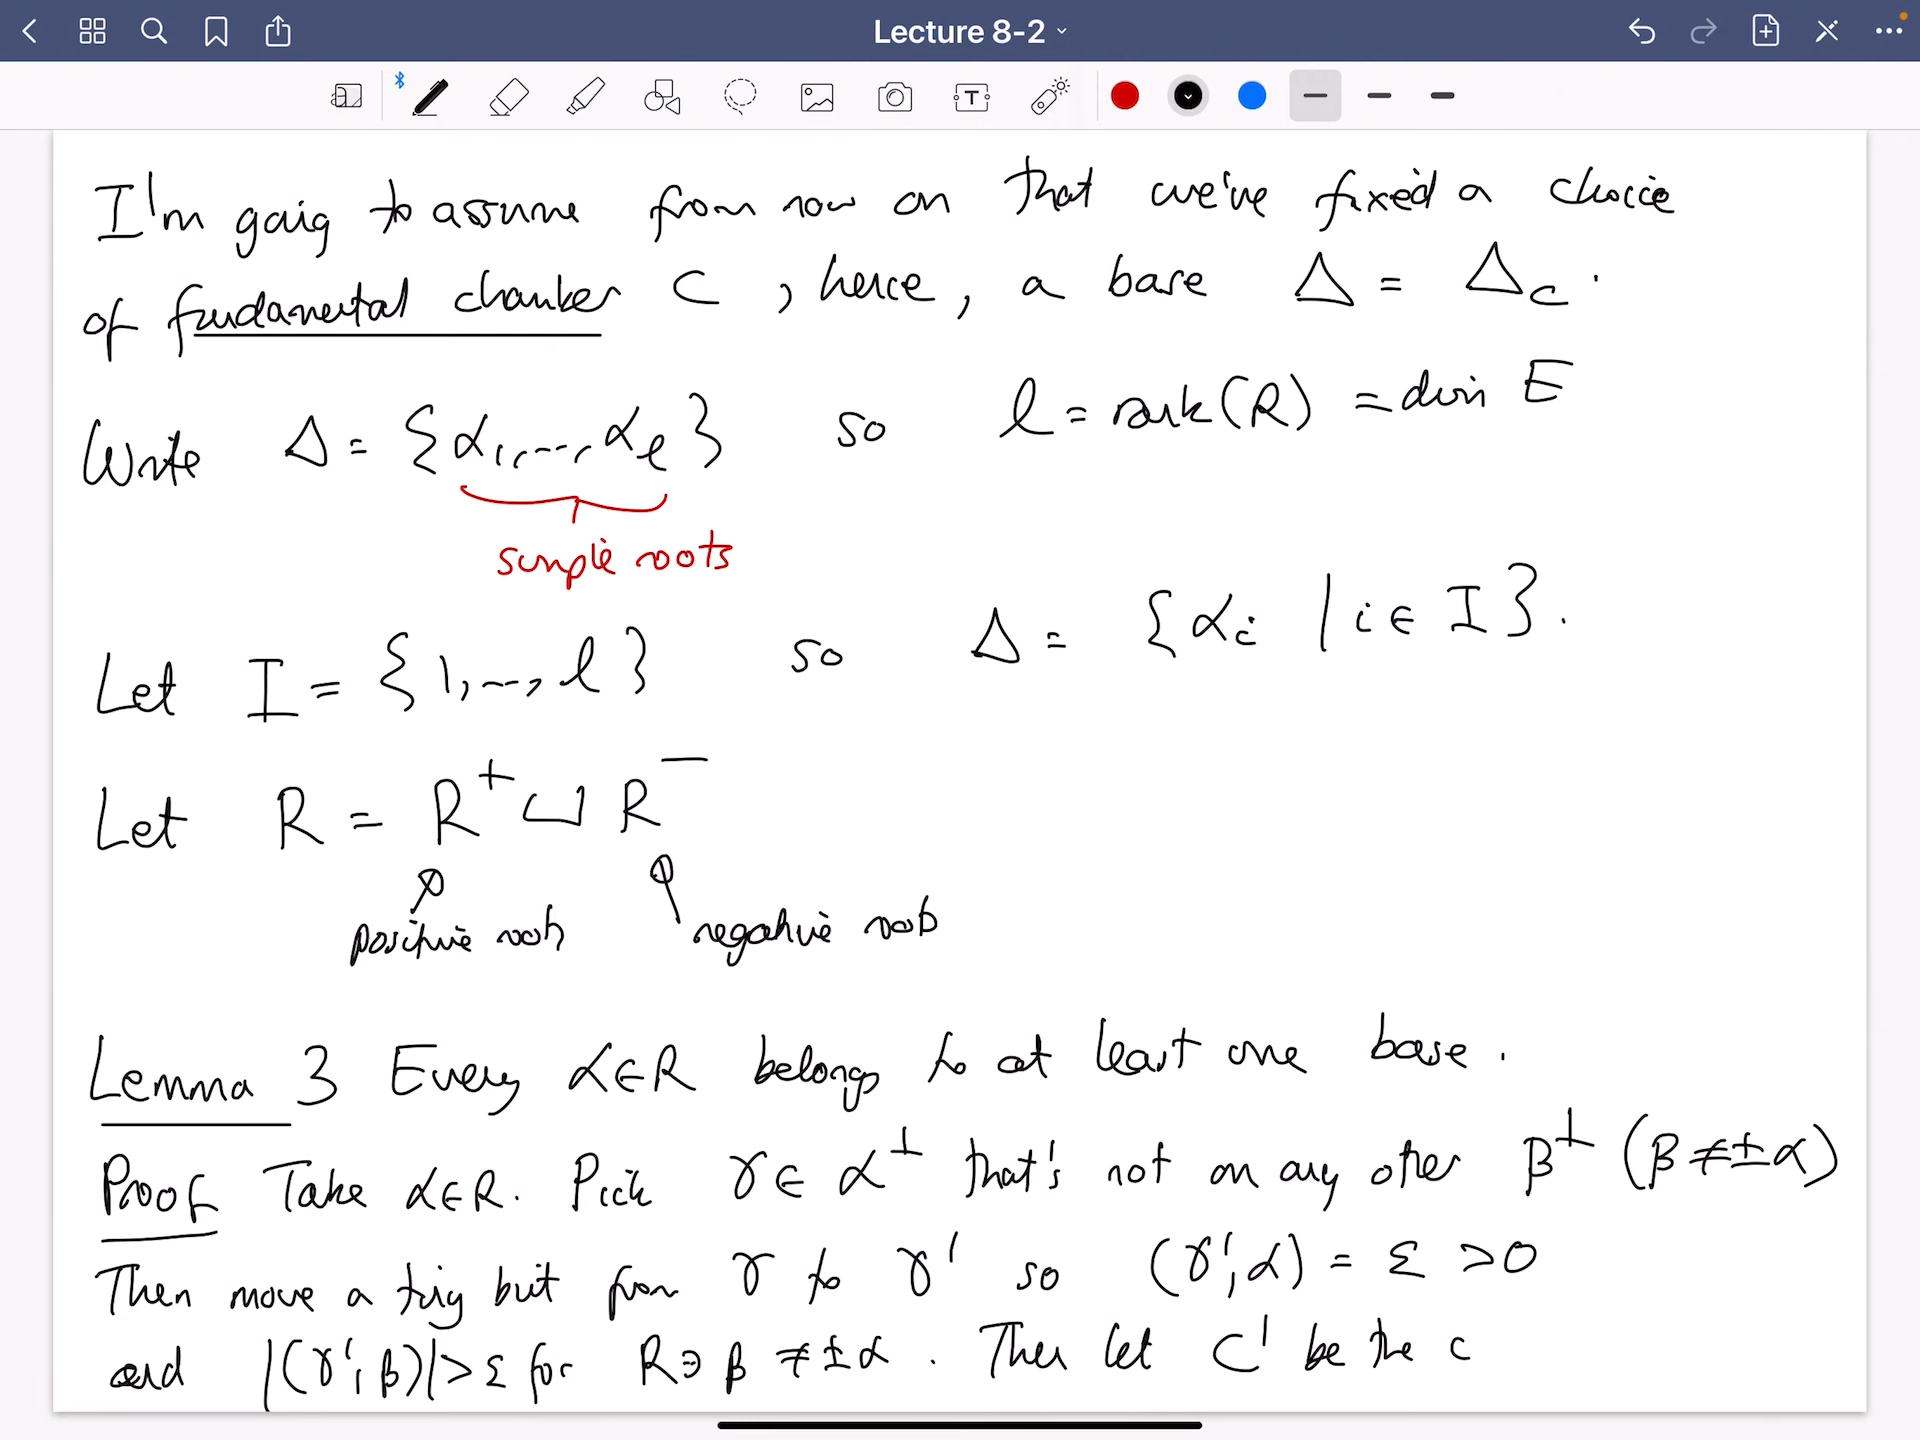 Lecture 8-2
I'm going to assume from now on that we've fixed a choice
of fundamental chamber C, hence, a base Δ = Δ_C.
Write Δ = {α₁,...,α_ℓ} so ℓ = rank(R) = dim E
simple roots
Let I = {1,...,ℓ} so Δ = {αᵢ | i ∈ I}.
Let R = R⁺ ⊔ R⁻
positive roots negative roots
Lemma 3 Every α∈R belongs to at least one base.
Proof Take α∈R. Pick γ∈ α^⊥ that's not on any other β^⊥ (β ≠ ±α)
Then move a tiny bit from γ to γ' so (γ', α) = ε > 0
and |(γ', β)| > ε for R∋ β ≠ ±α. Then let C' be the c